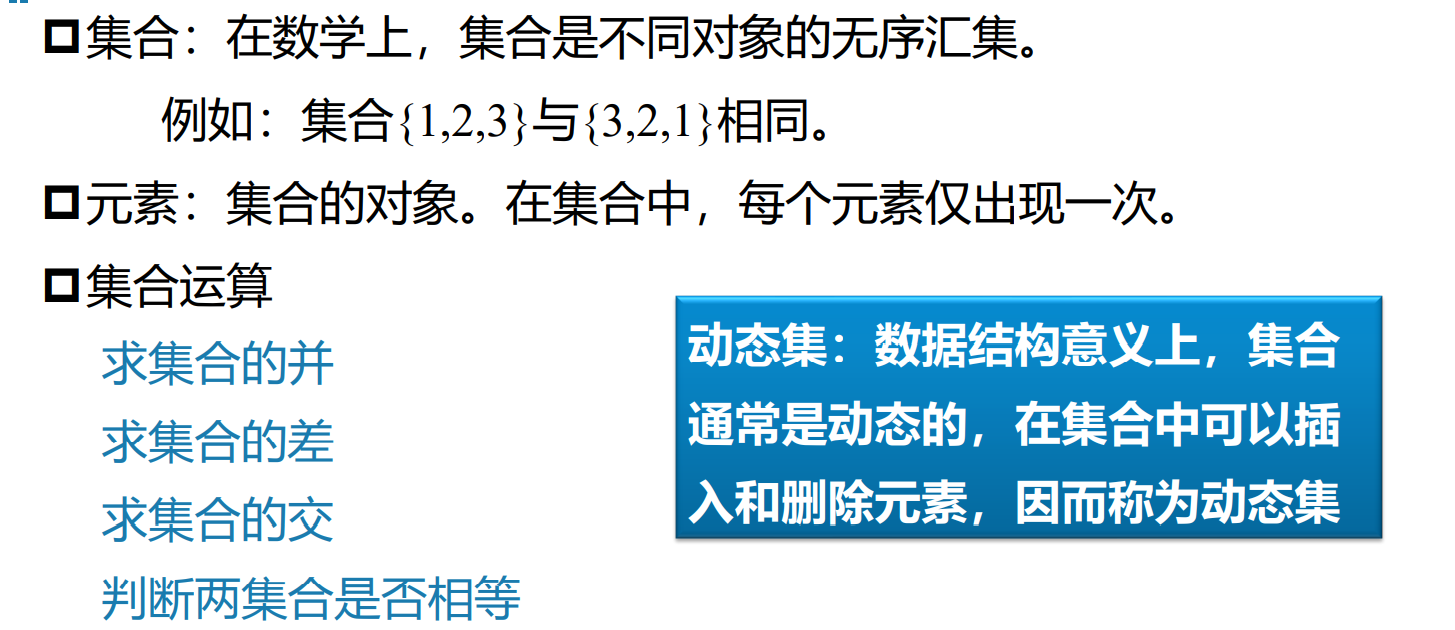 集合：在数学上，集合是不同对象的无序汇集。
例如：集合{1,2,3}与{3,2,1}相同。
元素：集合的对象。在集合中，每个元素仅出现一次。
集合运算
求集合的并
求集合的差
求集合的交
判断两集合是否相等
动态集：数据结构意义上，集合
通常是动态的，在集合中可以插
入和删除元素，因而称为动态集